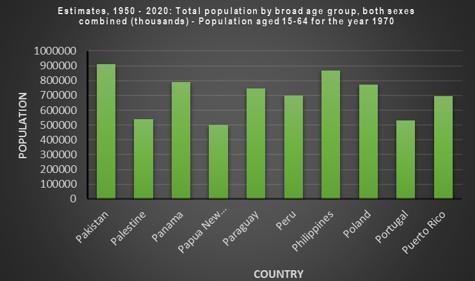 Estimates, 1950 - 2020: Total population by broad age group, both sexes
combined (thousands) - Population aged 15-64 for the year 1970
POPULATION
1000000
900000
800000
700000
600000
500000
400000
300000
200000
100000
0
Pakistan
Palestine
Panama
Papua New...
Paraguay
Peru
Philippines
Poland
Portugal
Puerto Rico
COUNTRY